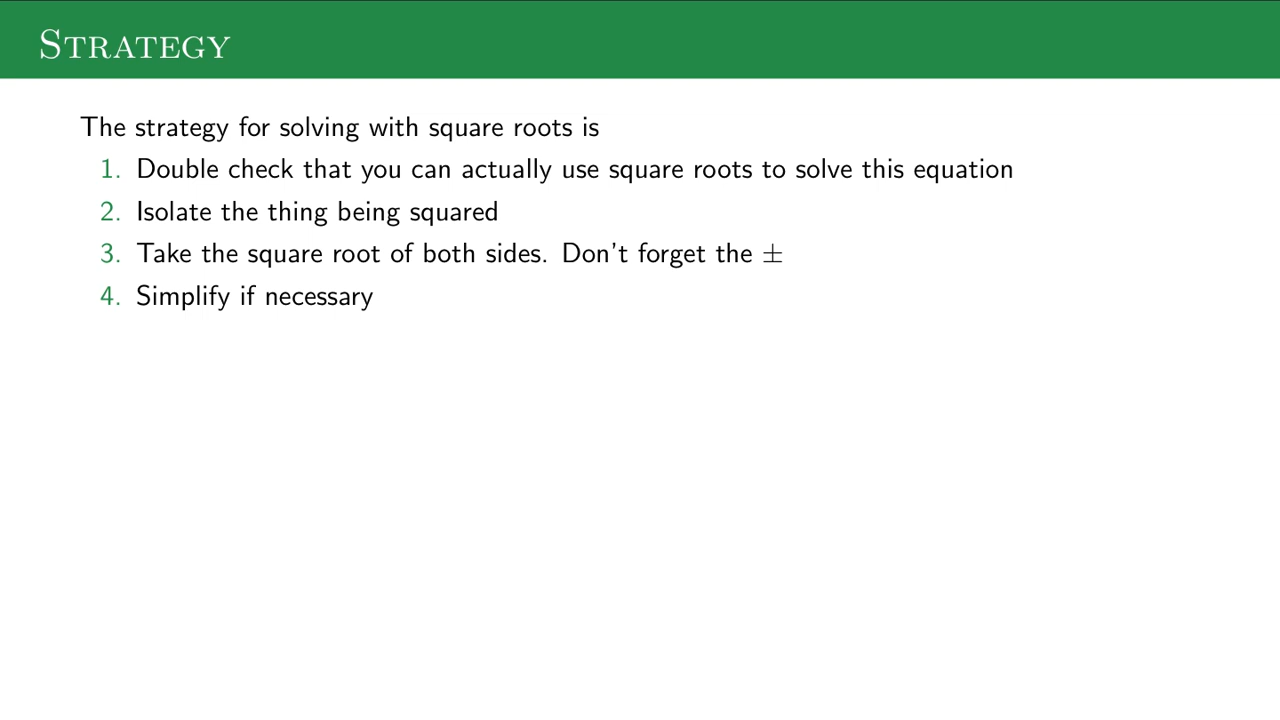 Strategy
The strategy for solving with square roots is
1. Double check that you can actually use square roots to solve this equation
2. Isolate the thing being squared
3. Take the square root of both sides. Don't forget the ±
4. Simplify if necessary